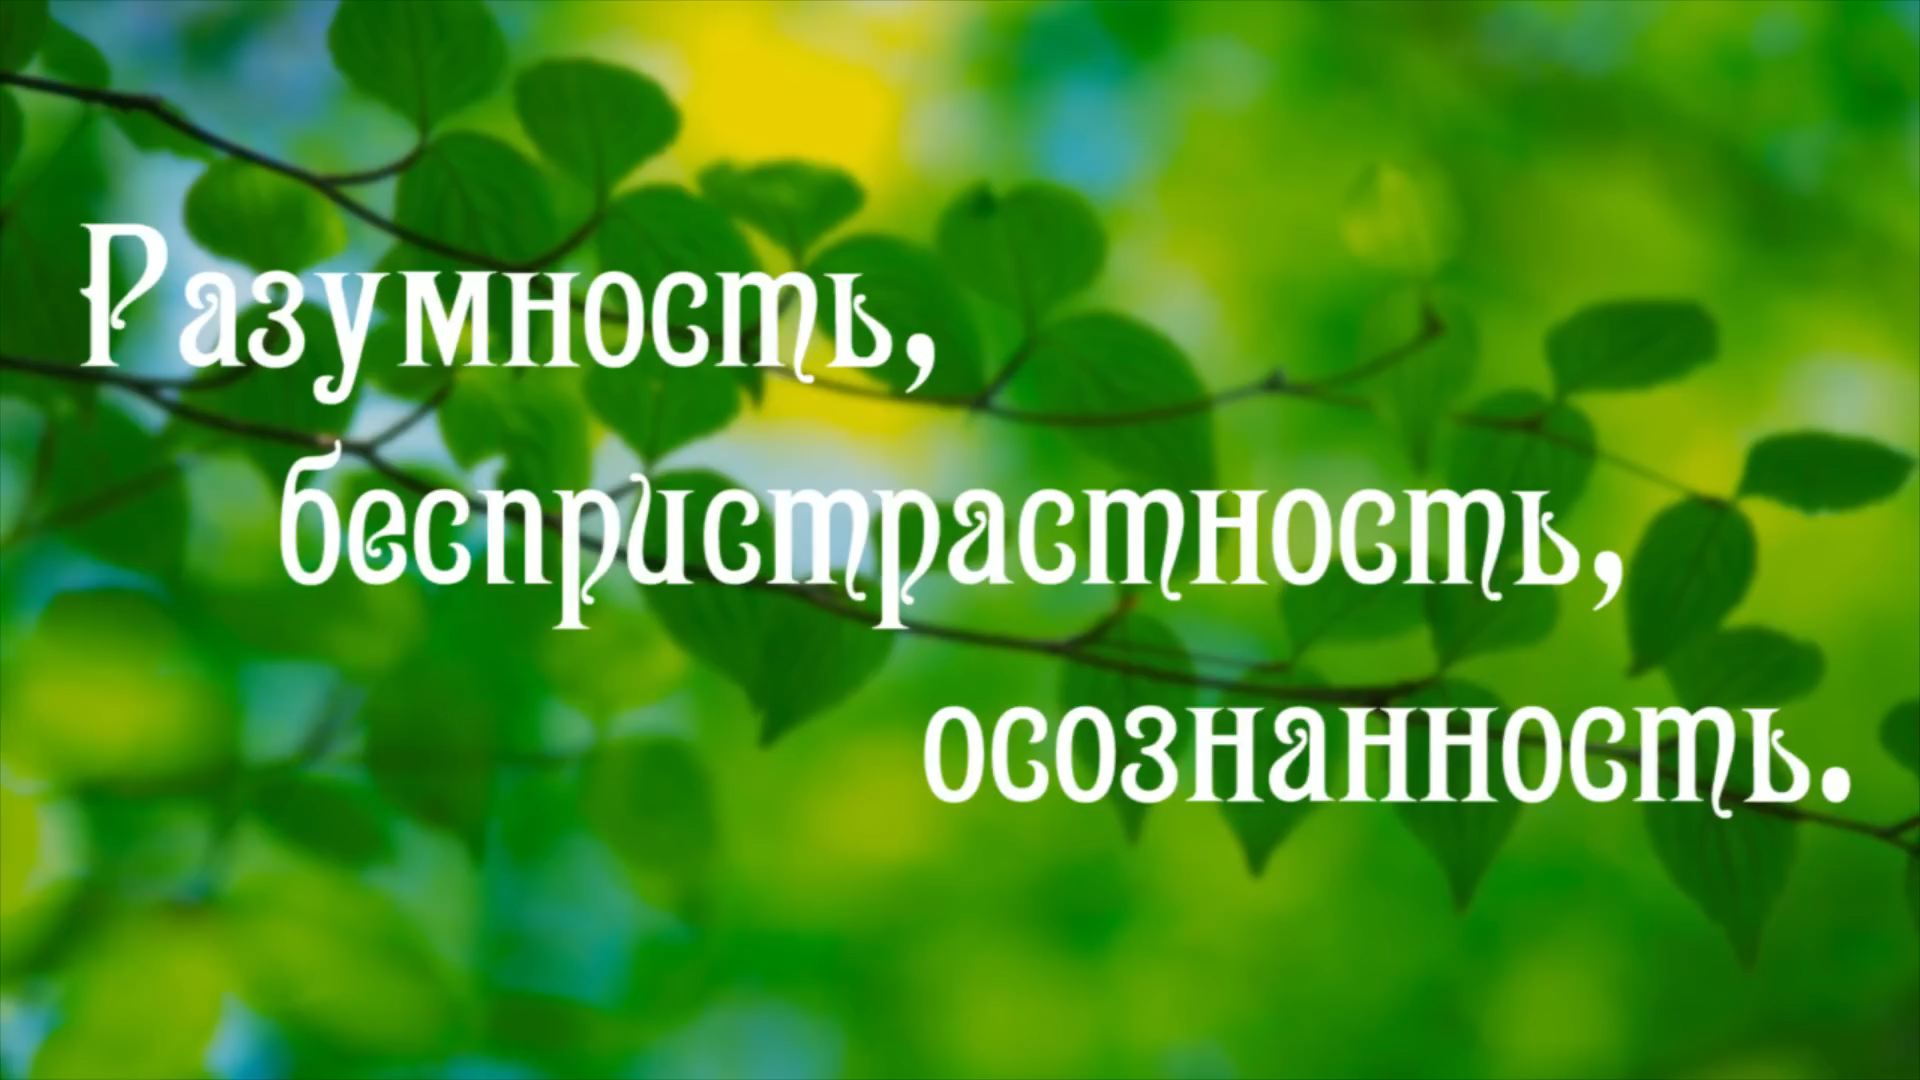 Разумность,
беспристрастность,
осознанность.